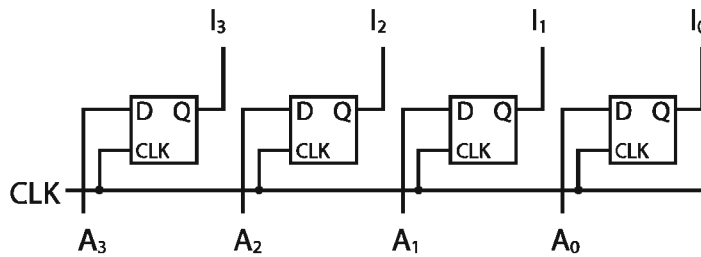 I₃ I₂ I₁ I₀
D Q D Q D Q D Q
CLK CLK CLK CLK
CLK
A₃ A₂ A₁ A₀